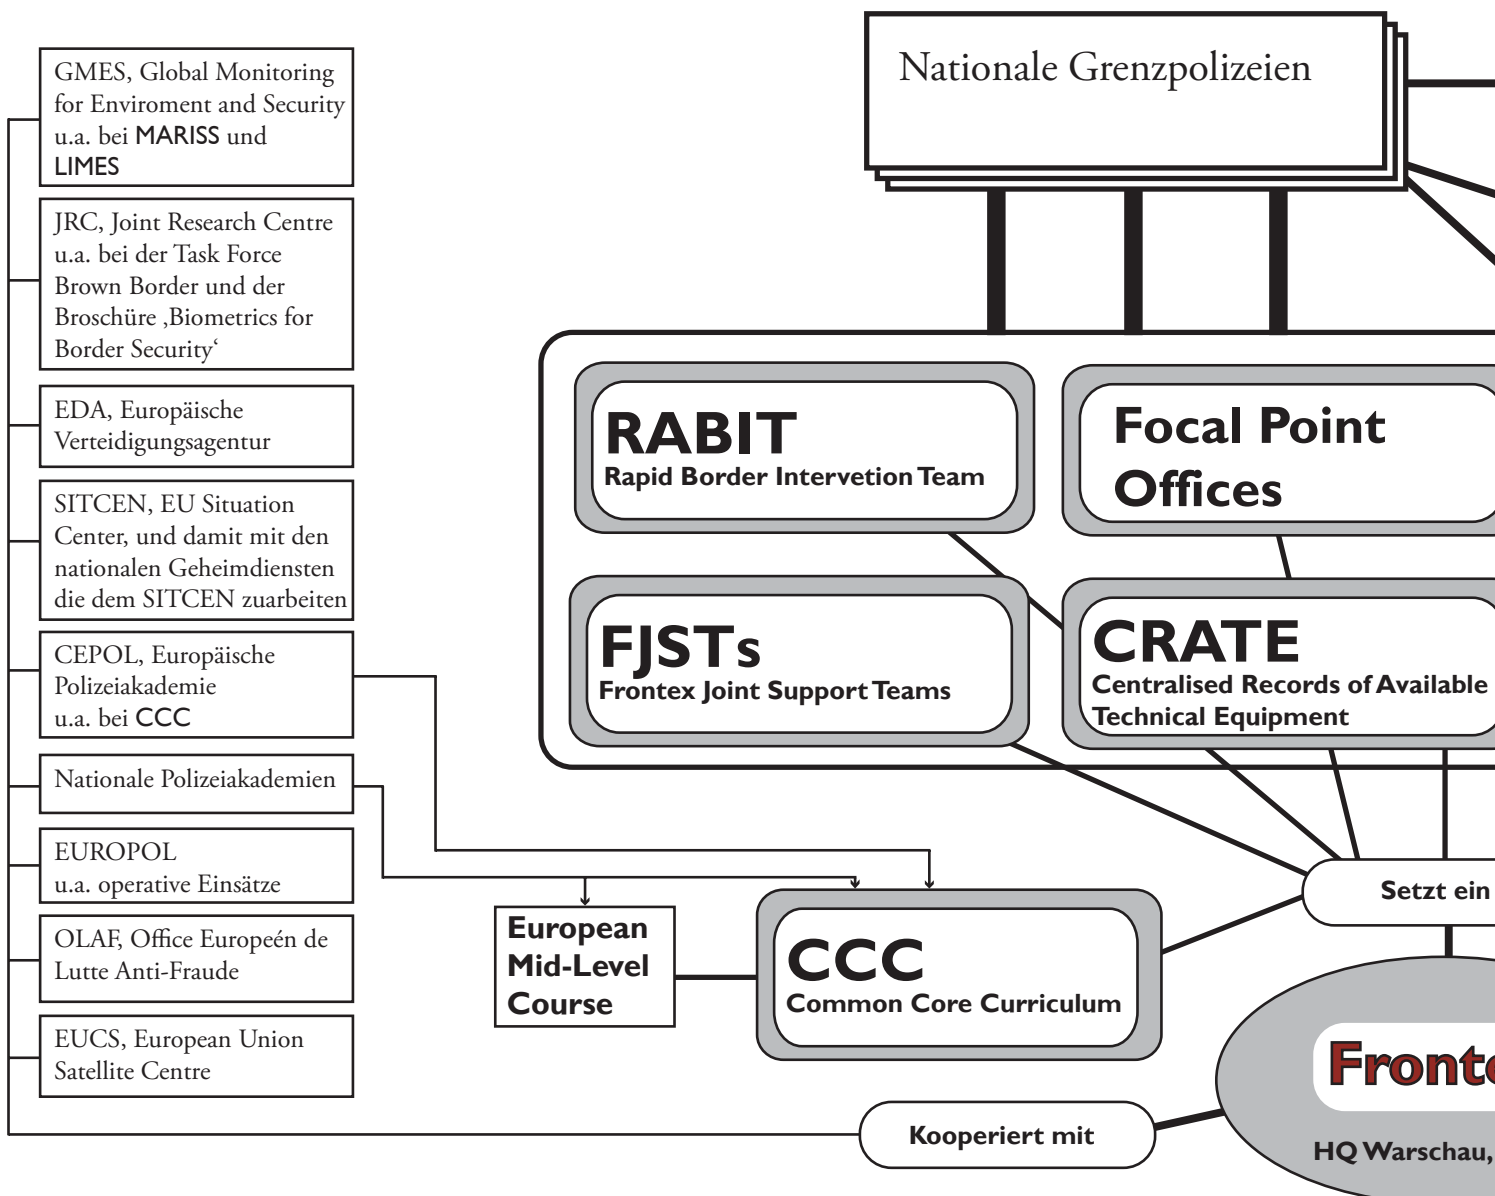 GMES, Global Monitoring
for Enviroment and Security
u.a. bei MARISS und
LIMES
JRC, Joint Research Centre
u.a. bei der Task Force
Brown Border und der
Broschüre ‚Biometrics for
Border Security‘
EDA, Europäische
Verteidigungsagentur
SITCEN, EU Situation
Center, und damit mit den
nationalen Geheimdiensten
die dem SITCEN zuarbeiten
CEPOL, Europäische
Polizeiakademie
u.a. bei CCC
Nationale Polizeiakademien
EUROPOL
u.a. operative Einsätze
OLAF, Office Europeén de
Lutte Anti-Fraude
EUCS, European Union
Satellite Centre
Nationale Grenzpolizeien
RABIT
Rapid Border Intervetion Team
Focal Point
Offices
FJSTs
Frontex Joint Support Teams
CRATE
Centralised Records of Available
Technical Equipment
Setzt ein
European
Mid-Level
Course
CCC
Common Core Curriculum
Fronte
HQ Warschau,
Kooperiert mit